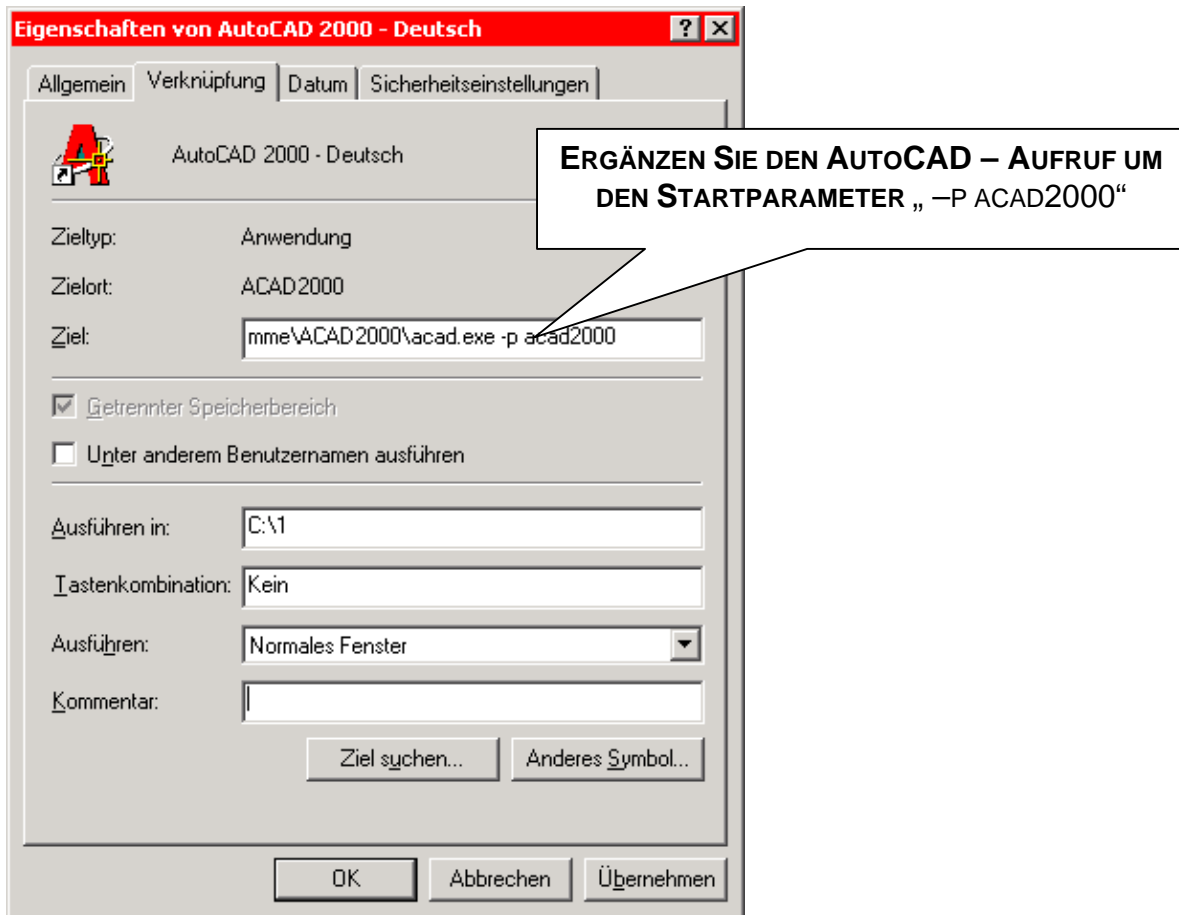 Eigenschaften von AutoCAD 2000 - Deutsch
Allgemein Verknüpfung Datum Sicherheitseinstellungen
AutoCAD 2000 - Deutsch
ERGÄNZEN SIE DEN AUTOCAD – AUFRUF UM
DEN STARTPARAMETER „ –P ACAD2000“
Zieltyp: Anwendung
Zielort: ACAD2000
Ziel: mme\ACAD2000\acad.exe -p acad2000
Getrennter Speicherbereich
Unter anderem Benutzernamen ausführen
Ausführen in: C:\1
Tastenkombination: Kein
Ausführen: Normales Fenster
Kommentar:
Ziel suchen... Anderes Symbol...
OK Abbrechen Übernehmen